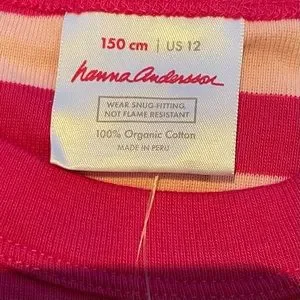 150 cm | US 12
hanna andersson
WEAR SNUG-FITTING,
NOT FLAME RESISTANT
100% Organic Cotton
MADE IN PERU